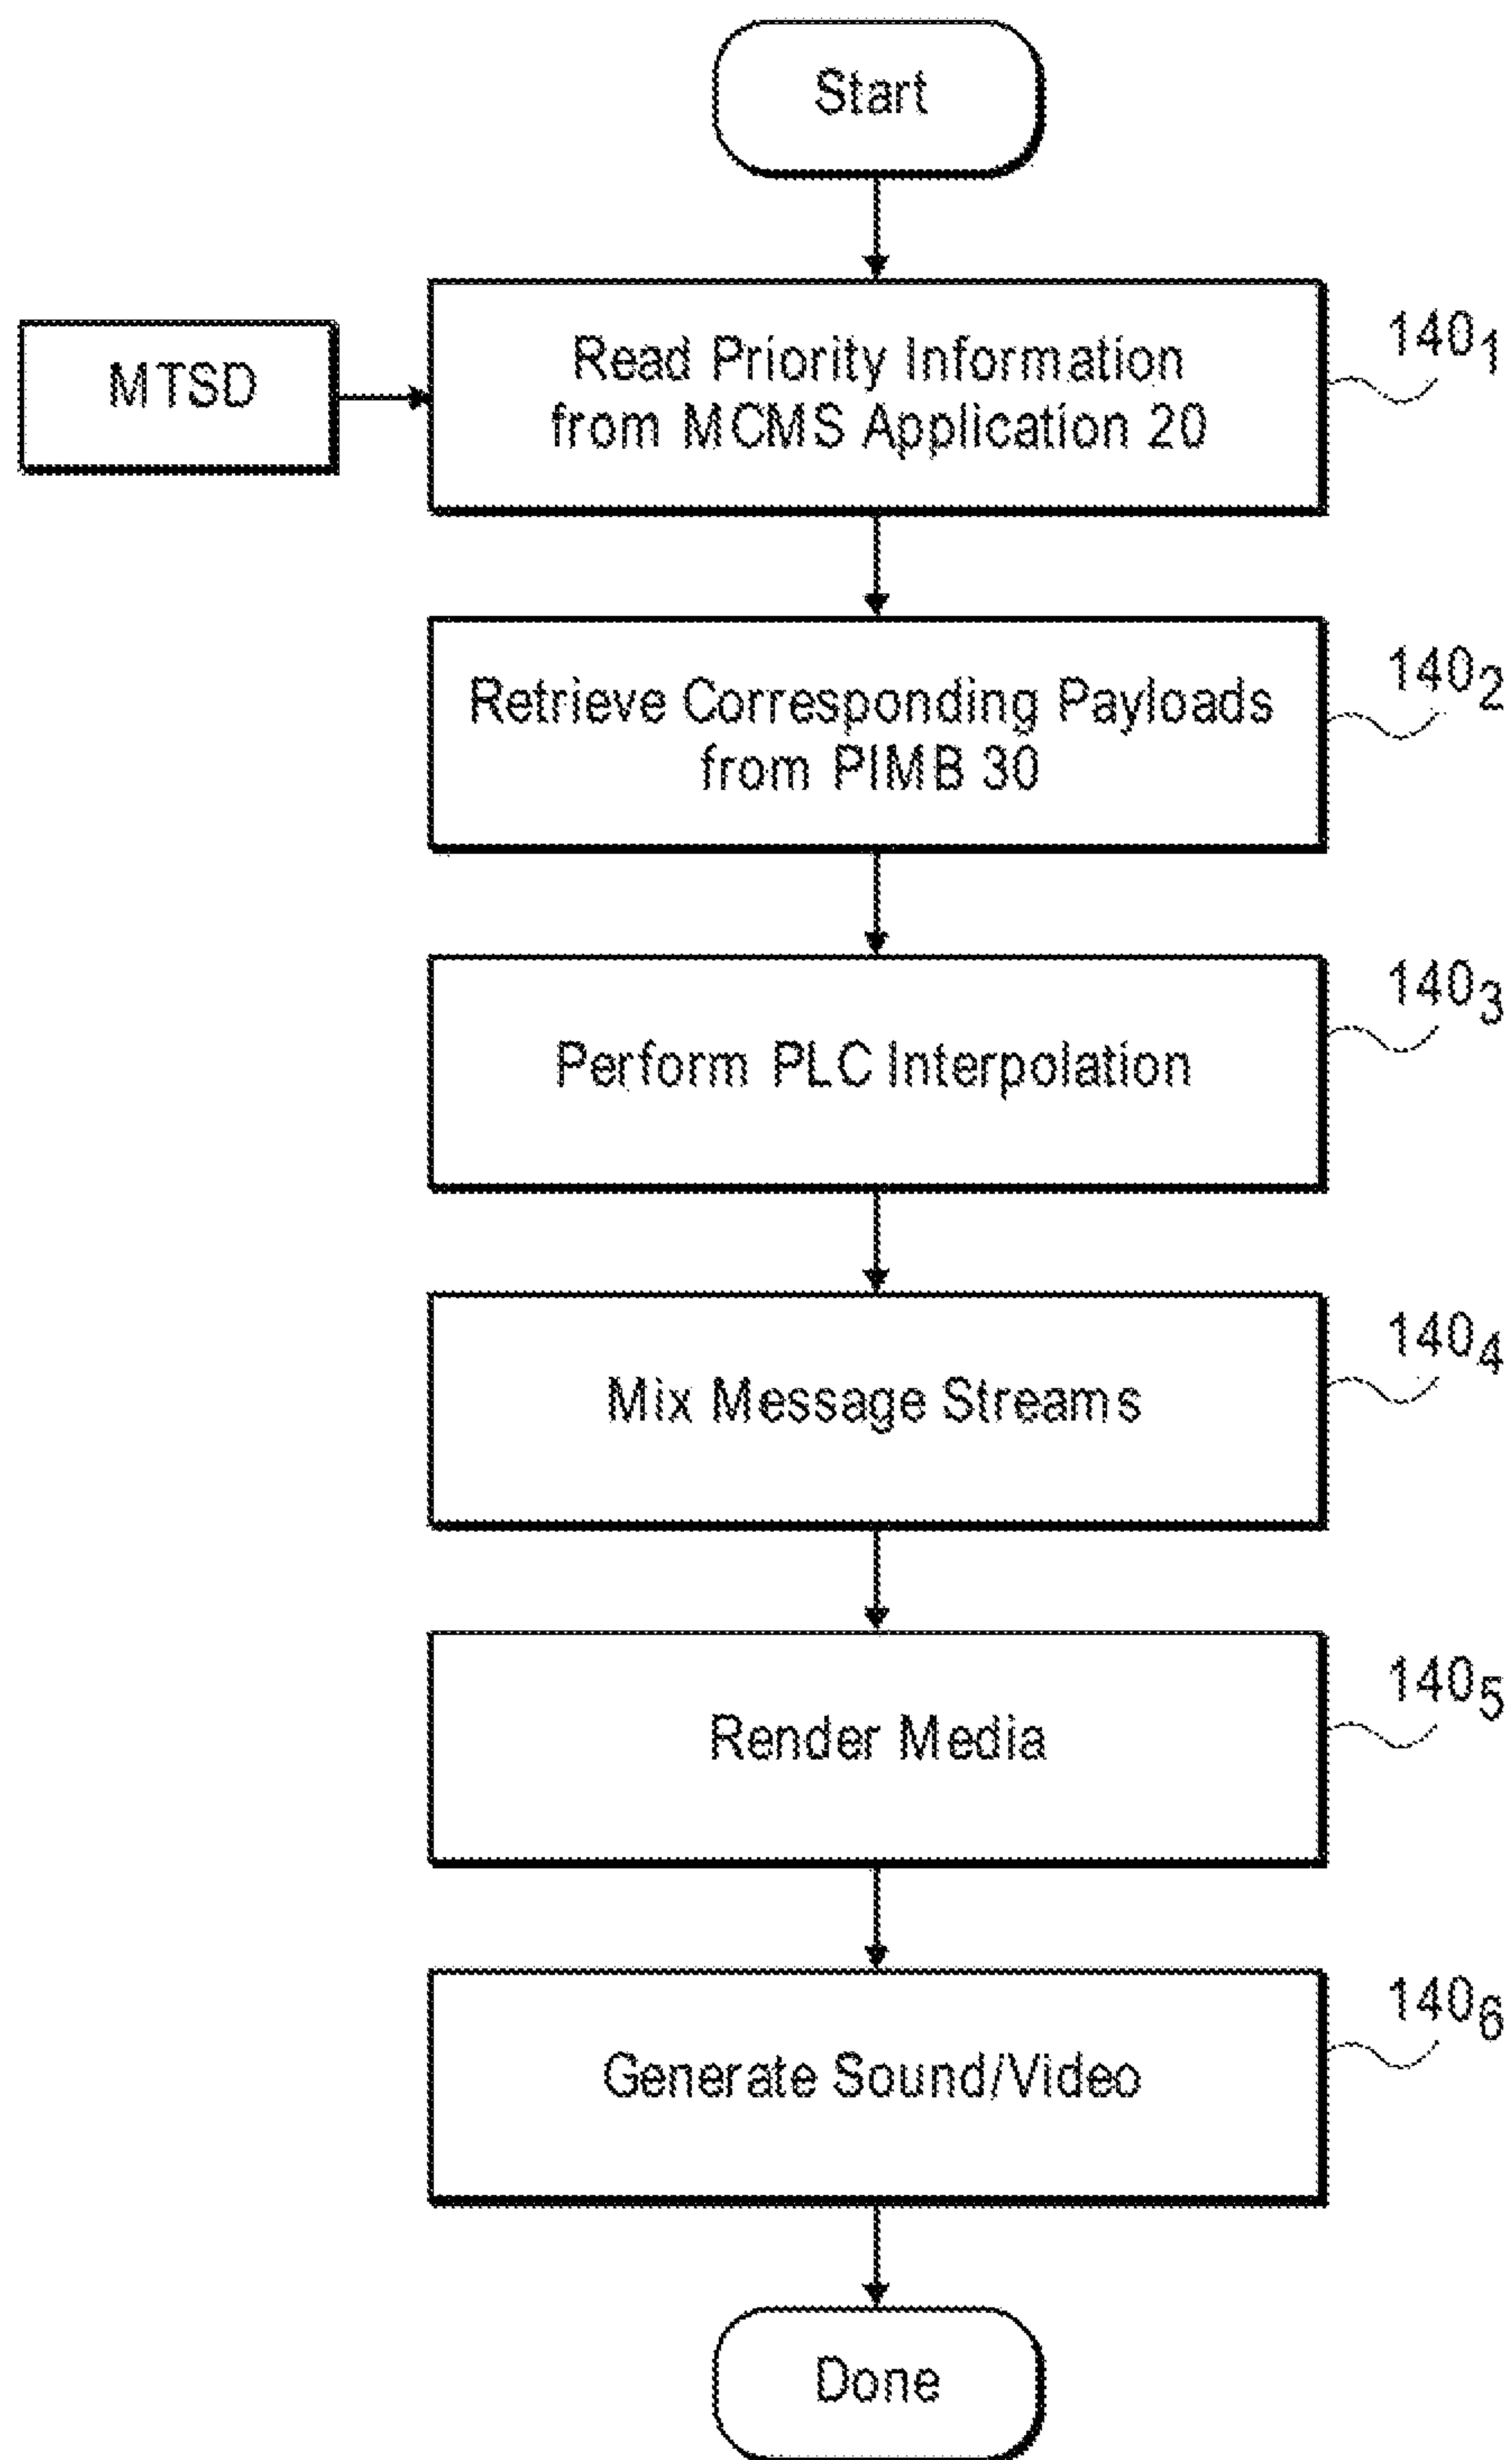 Start
MTSD
Read Priority Information
from MCMS Application 20
140₁
Retrieve Corresponding Payloads
from PIMB 30
140₂
Perform PLC Interpolation
140₃
Mix Message Streams
140₄
Render Media
140₅
Generate Sound/Video
140₆
Done